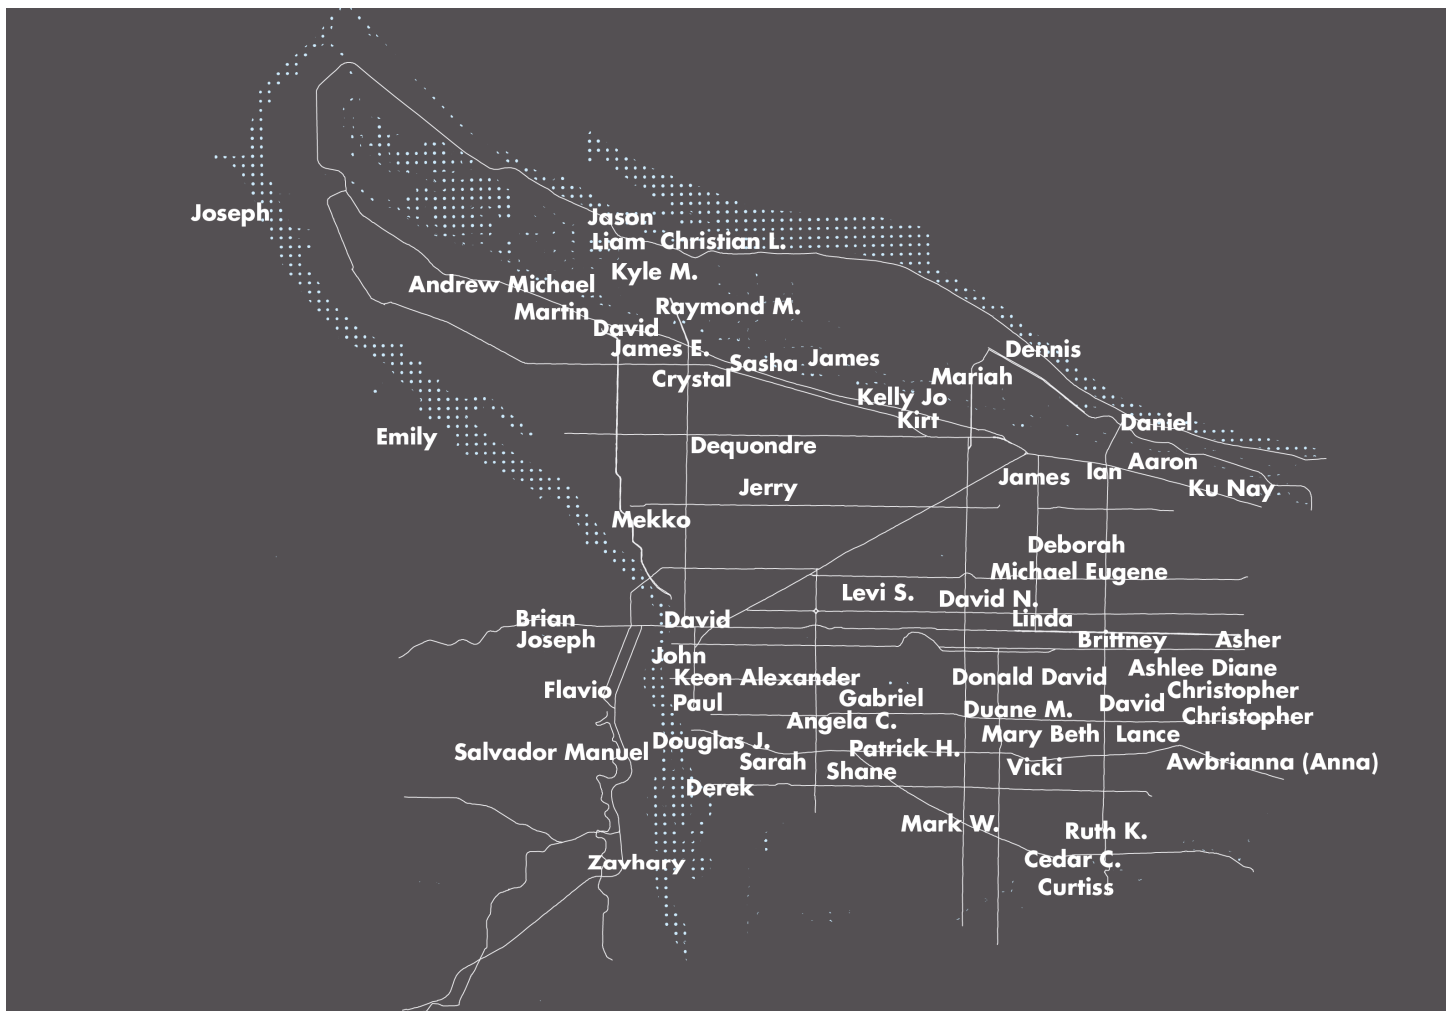 Joseph
Jason
Liam Christian L.
Kyle M.
Andrew Michael
Martin
Raymond M.
David
James E.
Sasha
James
Crystal
Dennis
Mariah
Kelly Jo
Kirt
Daniel
Emily
Dequondre
Aaron
Ian
James
Ku Nay
Jerry
Mekko
Deborah
Michael Eugene
Levi S.
David N.
Linda
Brian
David
Joseph
Brittney
Asher
John
Ashlee Diane
Keon Alexander
Donald David
Flavio
Christopher
Paul
Gabriel
David
Duane M.
Christopher
Angela C.
Mary Beth
Lance
Salvador Manuel
Douglas J.
Patrick H.
Sarah
Shane
Vicki
Awbrianna (Anna)
Derek
Mark W.
Ruth K.
Zavhary
Cedar C.
Curtiss